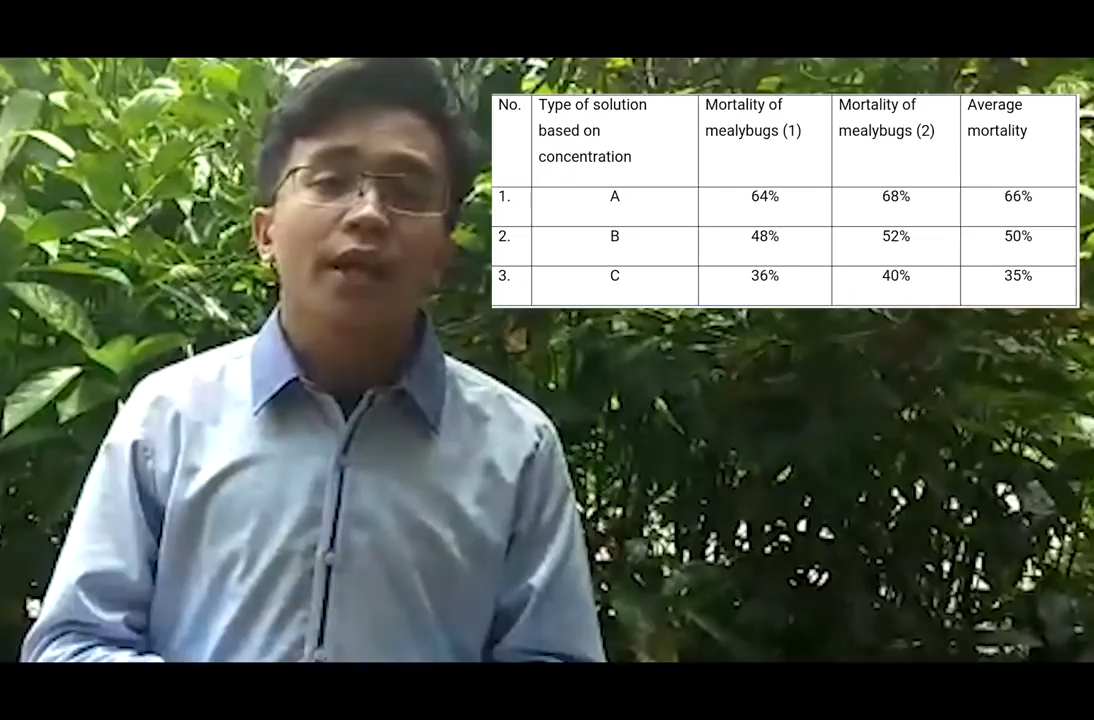 No. Type of solution Mortality of Mortality of Average
based on mealybugs (1) mealybugs (2) mortality
concentration
1. A 64% 68% 66%
2. B 48% 52% 50%
3. C 36% 40% 35%